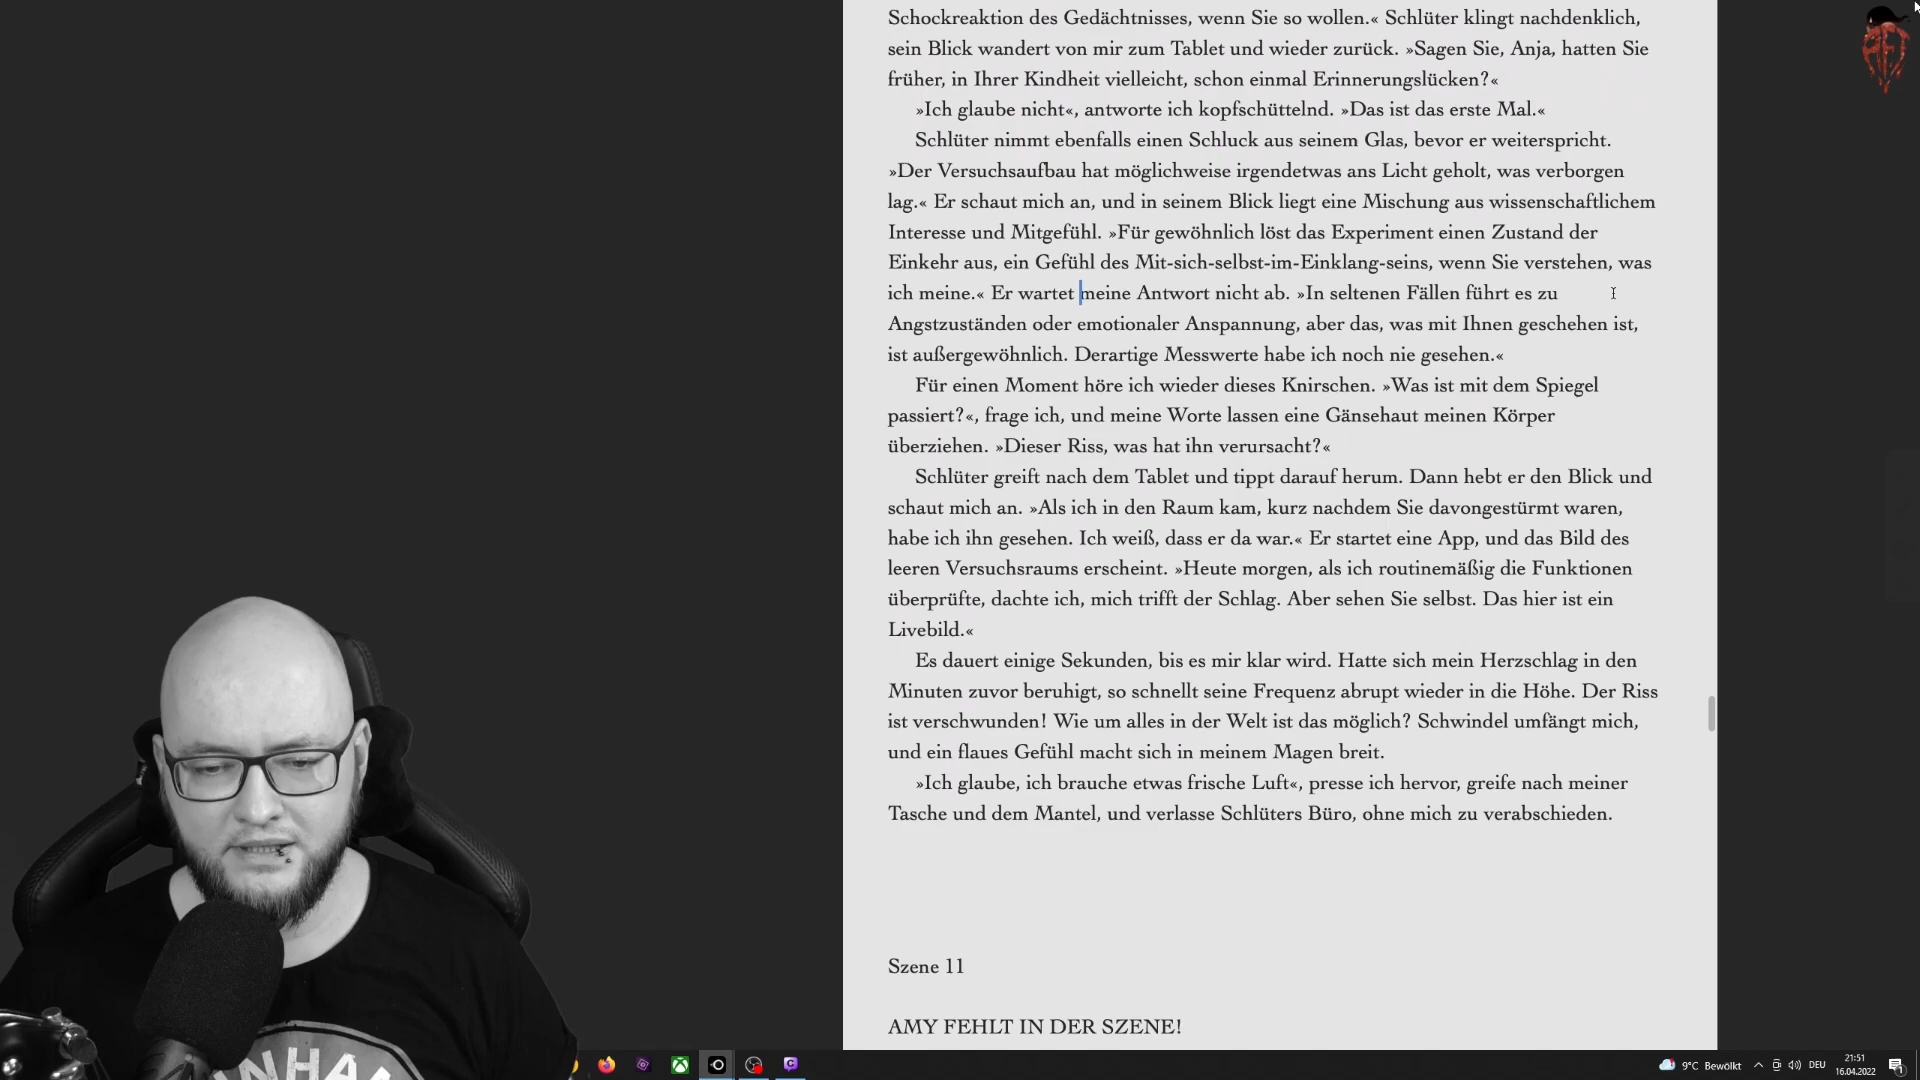 Schockreaktion des Gedächtnisses, wenn Sie so wollen.« Schlüter klingt nachdenklich,
sein Blick wandert von mir zum Tablet und wieder zurück. »Sagen Sie, Anja, hatten Sie
früher, in Ihrer Kindheit vielleicht, schon einmal Erinnerungslücken?«
»Ich glaube nicht«, antworte ich kopfschüttelnd. »Das ist das erste Mal.«
Schlüter nimmt ebenfalls einen Schluck aus seinem Glas, bevor er weiterspricht.
»Der Versuchsaufbau hat möglichweise irgendetwas ans Licht geholt, was verborgen
lag.« Er schaut mich an, und in seinem Blick liegt eine Mischung aus wissenschaftlichem
Interesse und Mitgefühl. »Für gewöhnlich löst das Experiment einen Zustand der
Einkehr aus, ein Gefühl des Mit-sich-selbst-im-Einklang-seins, wenn Sie verstehen, was
ich meine.« Er wartet meine Antwort nicht ab. »In seltenen Fällen führt es zu
Angstzuständen oder emotionaler Anspannung, aber das, was mit Ihnen geschehen ist,
ist außergewöhnlich. Derartige Messwerte habe ich noch nie gesehen.«
Für einen Moment höre ich wieder dieses Knirschen. »Was ist mit dem Spiegel
passiert?«, frage ich, und meine Worte lassen eine Gänsehaut meinen Körper
überziehen. »Dieser Riss, was hat ihn verursacht?«
Schlüter greift nach dem Tablet und tippt darauf herum. Dann hebt er den Blick und
schaut mich an. »Als ich in den Raum kam, kurz nachdem Sie davongestürmt waren,
habe ich ihn gesehen. Ich weiß, dass er da war.« Er startet eine App, und das Bild des
leeren Versuchsraums erscheint. »Heute morgen, als ich routinemäßig die Funktionen
überprüfte, dachte ich, mich trifft der Schlag. Aber sehen Sie selbst. Das hier ist ein
Livebild.«
Es dauert einige Sekunden, bis es mir klar wird. Hatte sich mein Herzschlag in den
Minuten zuvor beruhigt, so schnellt seine Frequenz abrupt wieder in die Höhe. Der Riss
ist verschwunden! Wie um alles in der Welt ist das möglich? Schwindel umfängt mich,
und ein flaues Gefühl macht sich in meinem Magen breit.
»Ich glaube, ich brauche etwas frische Luft«, presse ich hervor, greife nach meiner
Tasche und dem Mantel, und verlasse Schlüters Büro, ohne mich zu verabschieden.
Szene 11
AMY FEHLT IN DER SZENE!
9°C Bewölkt
DEU
21:51
16.04.2022